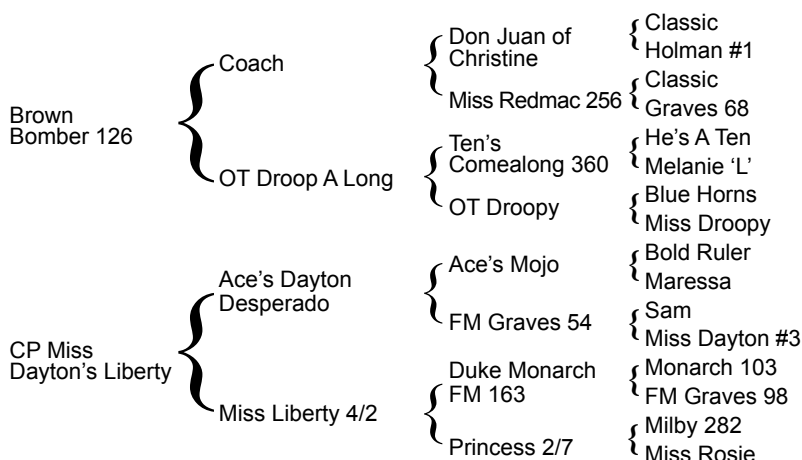 Brown
Bomber 126
Coach
OT Droop A Long
Don Juan of
Christine
Miss Redmac 256
Ten's
Comealong 360
OT Droopy
Classic
Holman #1
Classic
Graves 68
He's A Ten
Melanie ‘L’
Blue Horns
Miss Droopy
CP Miss
Dayton's Liberty
Ace's Dayton
Desperado
Miss Liberty 4/2
Ace's Mojo
FM Graves 54
Duke Monarch
FM 163
Princess 2/7
Bold Ruler
Maressa
Sam
Miss Dayton #3
Monarch 103
FM Graves 98
Milby 282
Miss Rosie